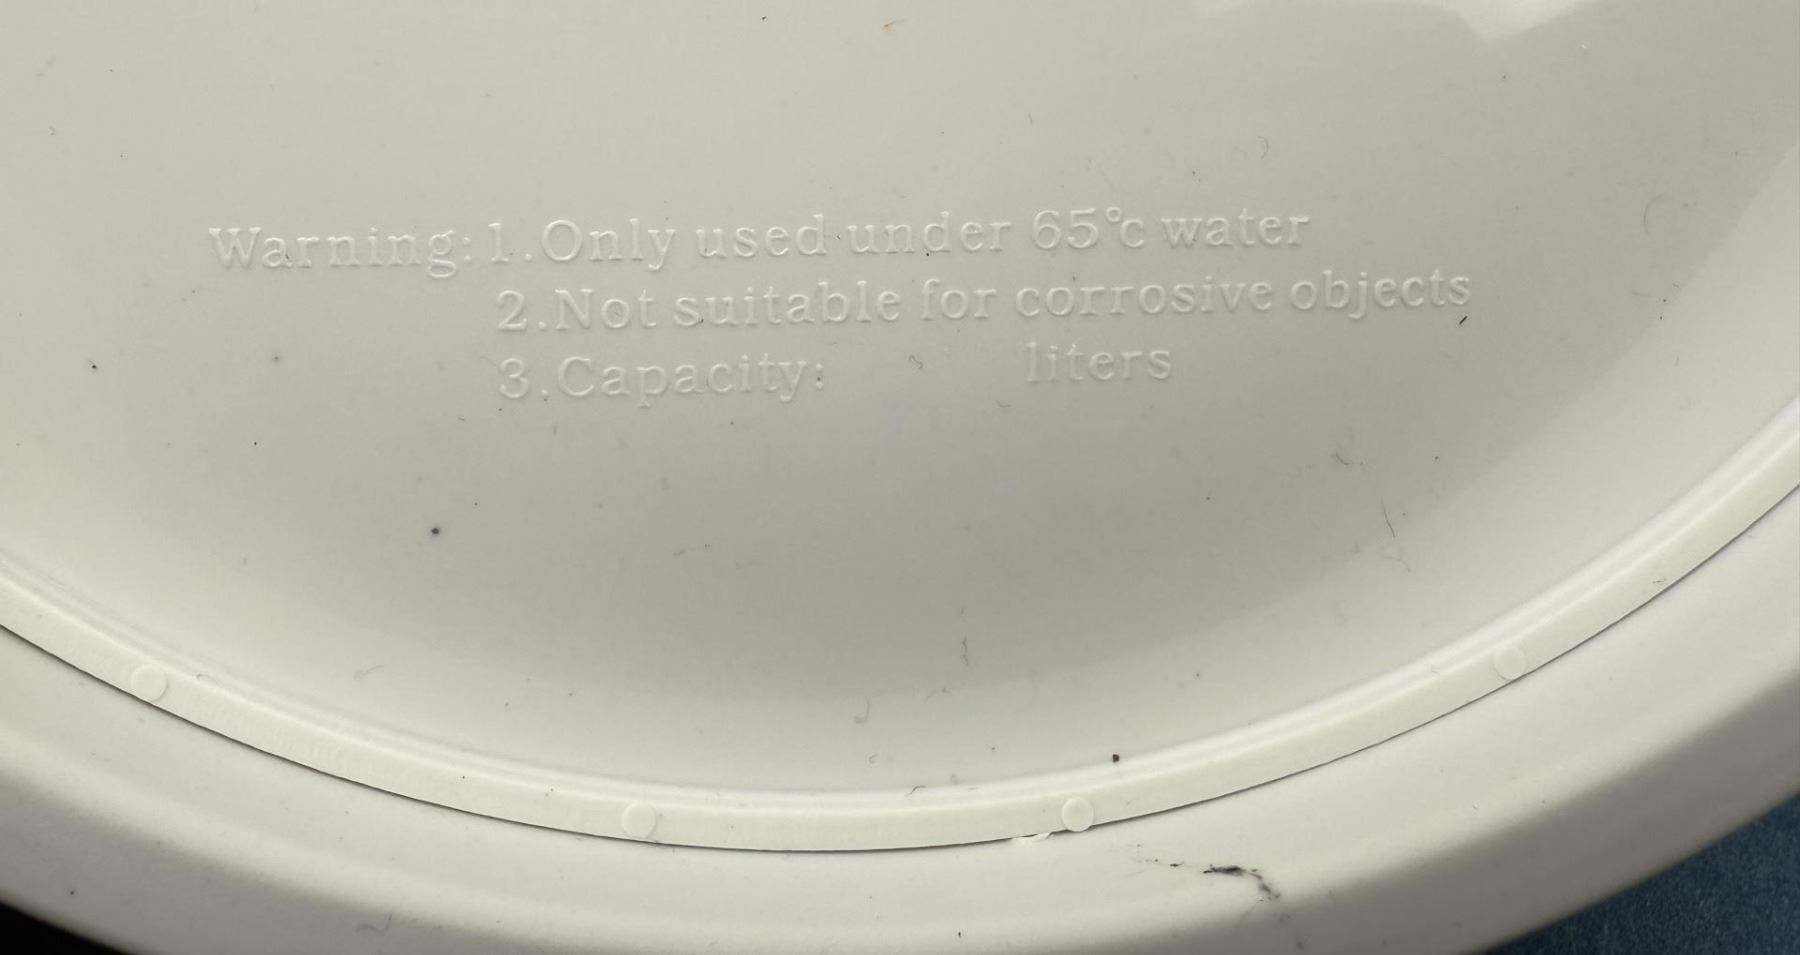 Warning: 1.Only used under 65℃ water
2.Not suitable for corrosive objects
3.Capacity: liters